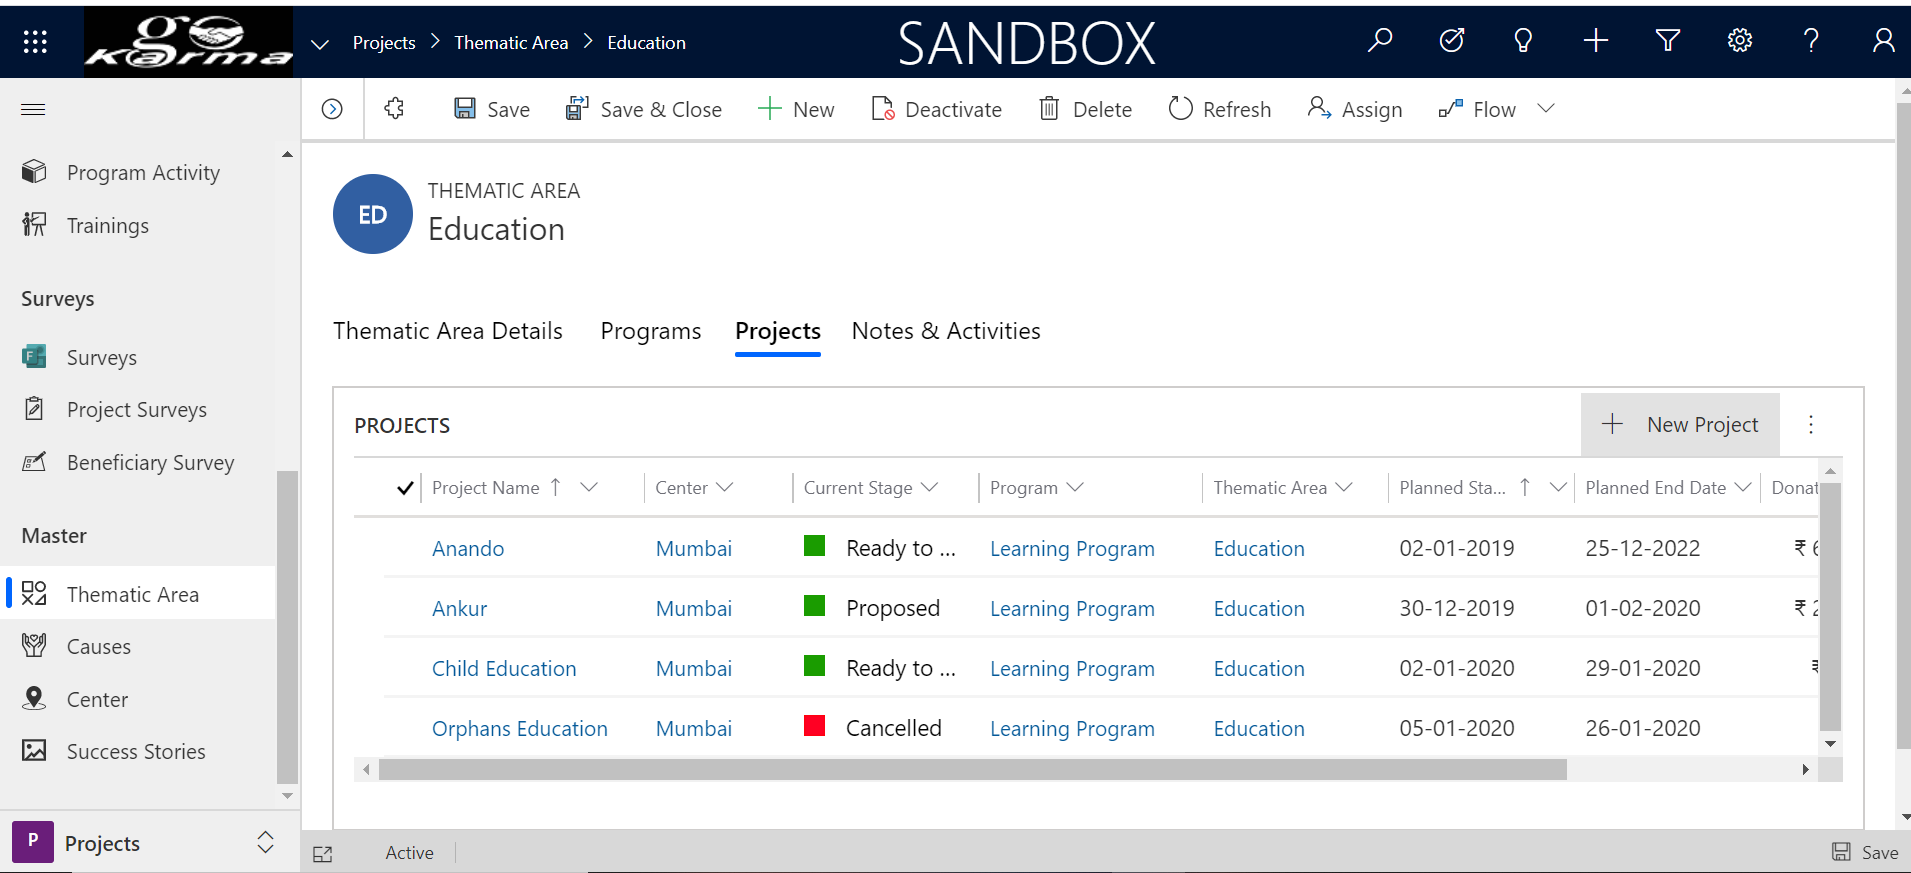 go karma
Projects > Thematic Area > Education
SANDBOX
Save
Save & Close
New
Deactivate
Delete
Refresh
Assign
Flow
Program Activity
Trainings
Surveys
Surveys
Project Surveys
Beneficiary Survey
Master
Thematic Area
Causes
Center
Success Stories
P Projects
ED
THEMATIC AREA
Education
Thematic Area Details Programs Projects Notes & Activities
PROJECTS
+ New Project
Project Name ↑ Center Current Stage Program Thematic Area Planned Sta... ↑ Planned End Date Donat
Anando Mumbai Ready to ... Learning Program Education 02-01-2019 25-12-2022 ₹ 6
Ankur Mumbai Proposed Learning Program Education 30-12-2019 01-02-2020 ₹ 2
Child Education Mumbai Ready to ... Learning Program Education 02-01-2020 29-01-2020 ₹
Orphans Education Mumbai Cancelled Learning Program Education 05-01-2020 26-01-2020
Active
Save